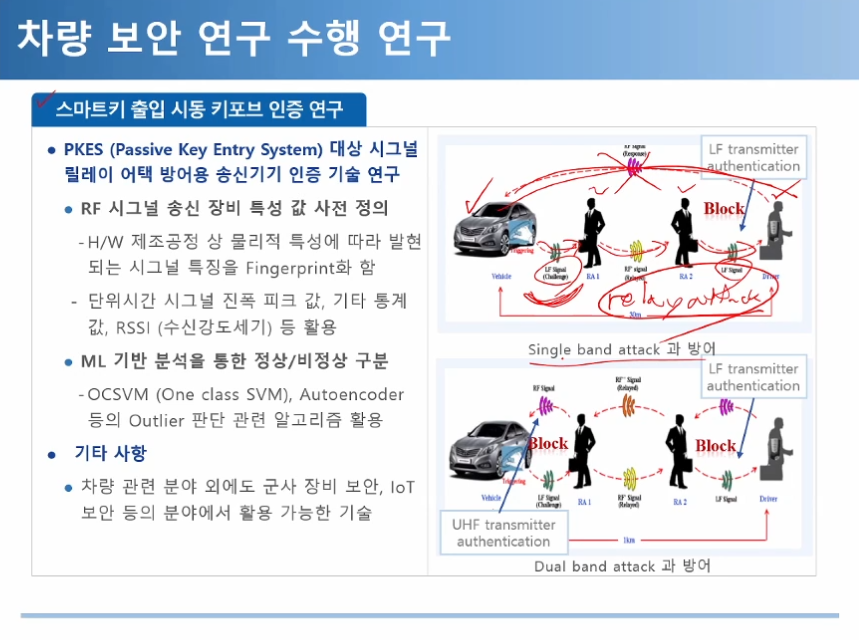 차량 보안 연구 수행 연구
스마트키 출입 시동 키포브 인증 연구
• PKES (Passive Key Entry System) 대상 시그널
릴레이 어택 방어용 송신기기 인증 기술 연구
• RF 시그널 송신 장비 특성 값 사전 정의
- H/W 제조공정 상 물리적 특성에 따라 발현
되는 시그널 특징을 Fingerprint화 함
- 단위시간 시그널 진폭 피크 값, 기타 통계
값, RSSI (수신강도세기) 등 활용
• ML 기반 분석을 통한 정상/비정상 구분
- OCSVM (One class SVM), Autoencoder
등의 Outlier 판단 관련 알고리즘 활용
• 기타 사항
• 차량 관련 분야 외에도 군사 장비 보안, IoT
보안 등의 분야에서 활용 가능한 기술
RF Signal
(Response)
LF transmitter
authentication
Block
Triggering
LF Signal
(Challenge)
RF signal
(Relayed)
LF Signal
Vehicle
RA 1
RA 2
Driver
relay attack
30m
Single band attack 과 방어
RF Signal
RF'' Signal
(Relayed)
RF' Signal
LF transmitter
authentication
Block
Block
Triggering
Vehicle
LF Signal
(Challenge)
RA 1
RF' Signal
(Relayed)
RA 2
LF Signal
Driver
UHF transmitter
authentication
1km
Dual band attack 과 방어